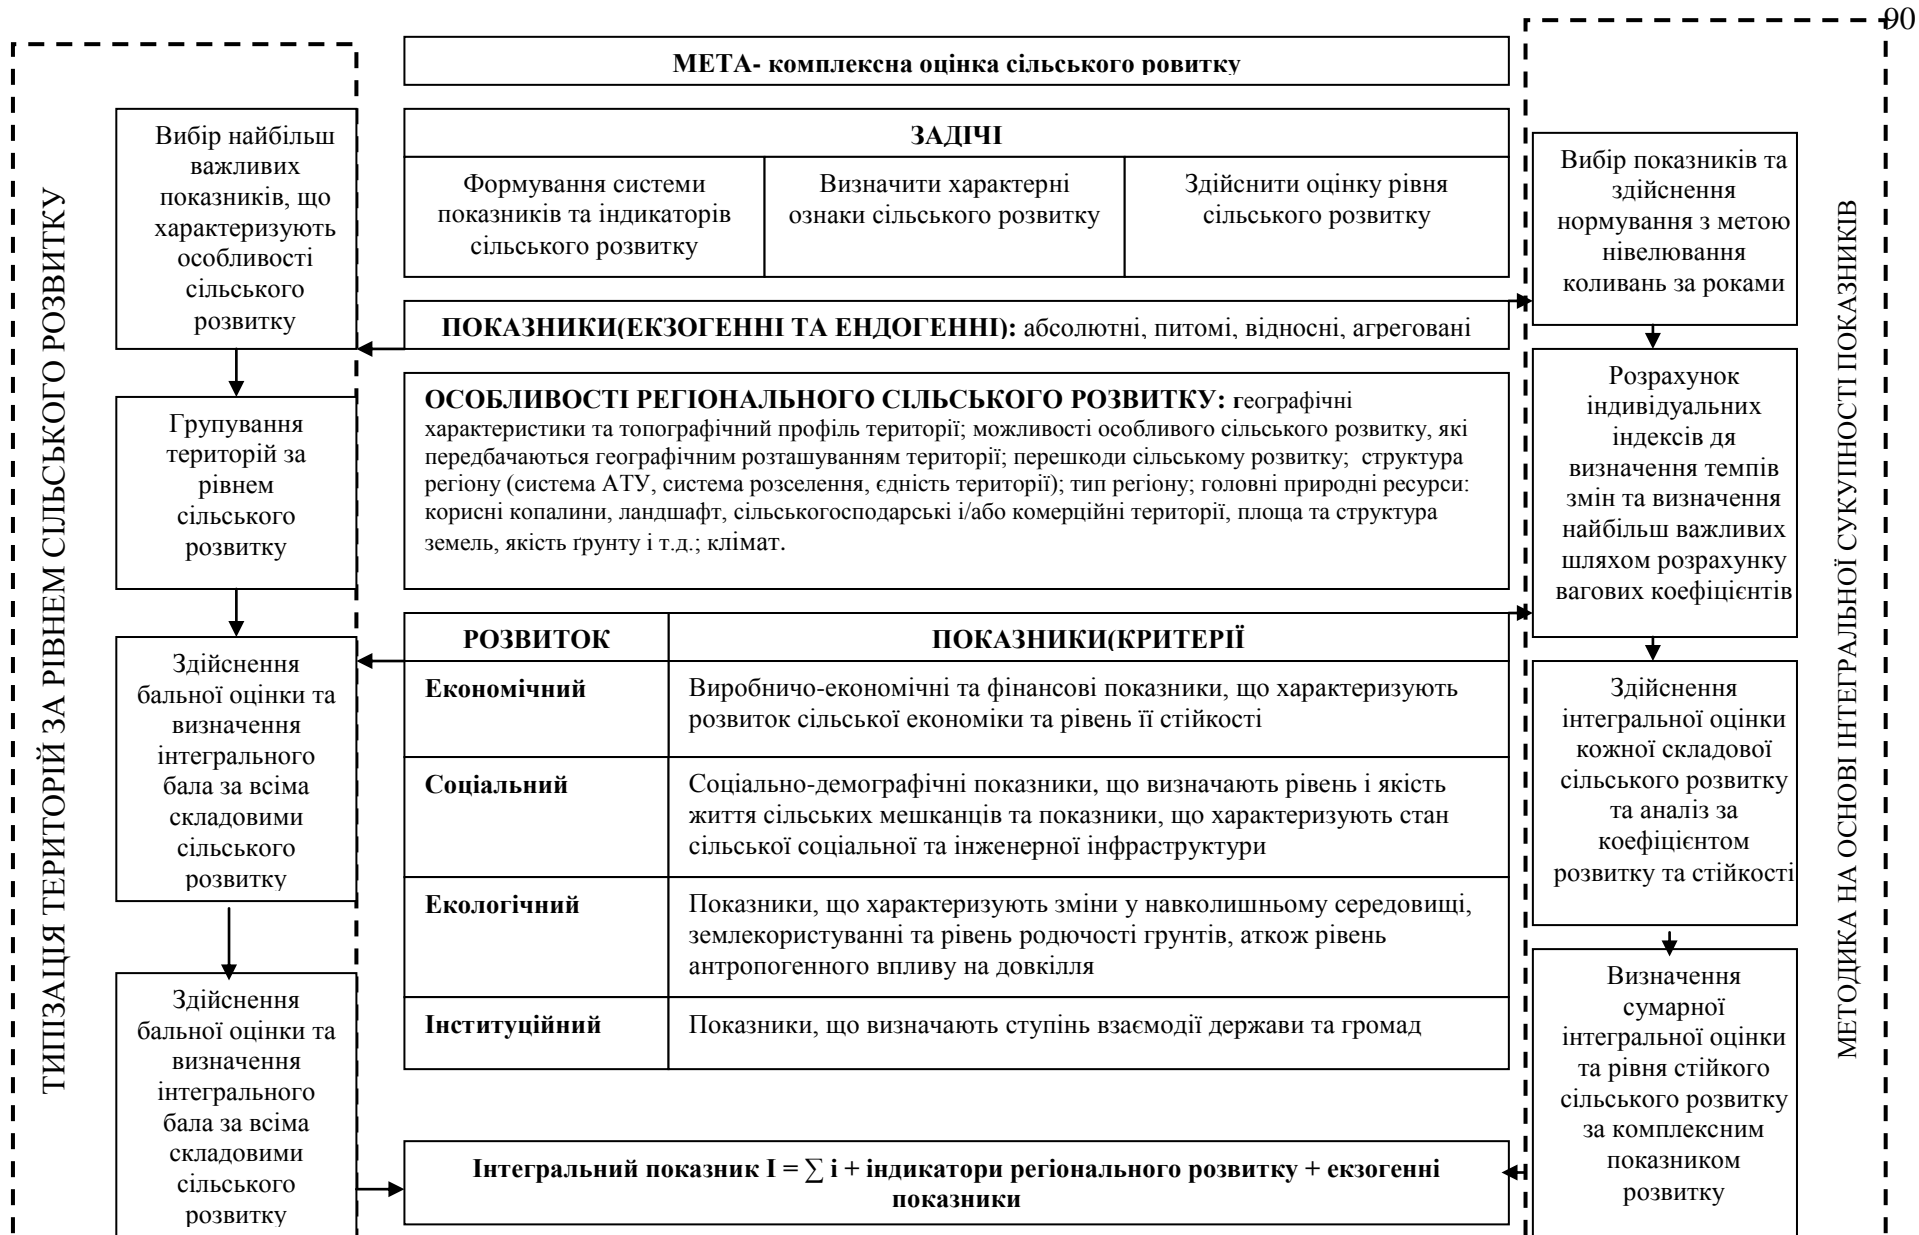 90
МЕТА- комплексна оцінка сільського ровитку
ТИПІЗАЦІЯ ТЕРИТОРІЙ ЗА РІВНЕМ СІЛЬСЬКОГО РОЗВИТКУ
Вибір найбільш
важливих
показників, що
характеризують
особливості
сільського
розвитку
Групування
територій за
рівнем
сільського
розвитку
Здійснення
бальної оцінки та
визначення
інтегрального
бала за всіма
складовими
сільського
розвитку
Здійснення
бальної оцінки та
визначення
інтегрального
бала за всіма
складовими
сільського
розвитку
ЗАДІЧІ
Формування системи
показників та індикаторів
сільського розвитку
Визначити характерні
ознаки сільського розвитку
Здійснити оцінку рівня
сільського розвитку
ПОКАЗНИКИ(ЕКЗОГЕННІ ТА ЕНДОГЕННІ): абсолютні, питомі, відносні, агреговані
ОСОБЛИВОСТІ РЕГІОНАЛЬНОГО СІЛЬСЬКОГО РОЗВИТКУ: географічні
характеристики та топографічний профіль території; можливості особливого сільського розвитку, які
передбачаються географічним розташуванням території; перешкоди сільському розвитку; структура
регіону (система АТУ, система розселення, єдність території); тип регіону; головні природні ресурси:
корисні копалини, ландшафт, сільськогосподарські і/або комерційні території, площа та структура
земель, якість ґрунту і т.д.; клімат.
РОЗВИТОК
ПОКАЗНИКИ(КРИТЕРІЇ
Економічний
Виробничо-економічні та фінансові показники, що характеризують
розвиток сільської економіки та рівень її стійкості
Соціальний
Соціально-демографічні показники, що визначають рівень і якість
життя сільських мешканців та показники, що характеризують стан
сільської соціальної та інженерної інфраструктури
Екологічний
Показники, що характеризують зміни у навколишньому середовищі,
землекористуванні та рівень родючості грунтів, аткож рівень
антропогенного впливу на довкілля
Інституційний
Показники, що визначають ступінь взаємодії держави та громад
Інтегральний показник I = ∑ i + індикатори регіонального розвитку + екзогенні
показники
Вибір показників та
здійснення
нормування з метою
нівелювання
коливань за роками
Розрахунок
індивідуальних
індексів дя
визначення темпів
змін та визначення
найбільш важливих
шляхом розрахунку
вагових коефіцієнтів
Здійснення
інтегральної оцінки
кожної складової
сільського розвитку
та аналіз за
коефіцієнтом
розвитку та стійкості
Визначення
сумарної
інтегральної оцінки
та рівня стійкого
сільського розвитку
за комплексним
показником
розвитку
МЕТОДИКА НА ОСНОВІ ІНТЕГРАЛЬНОЇ СУКУПНОСТІ ПОКАЗНИКІВ